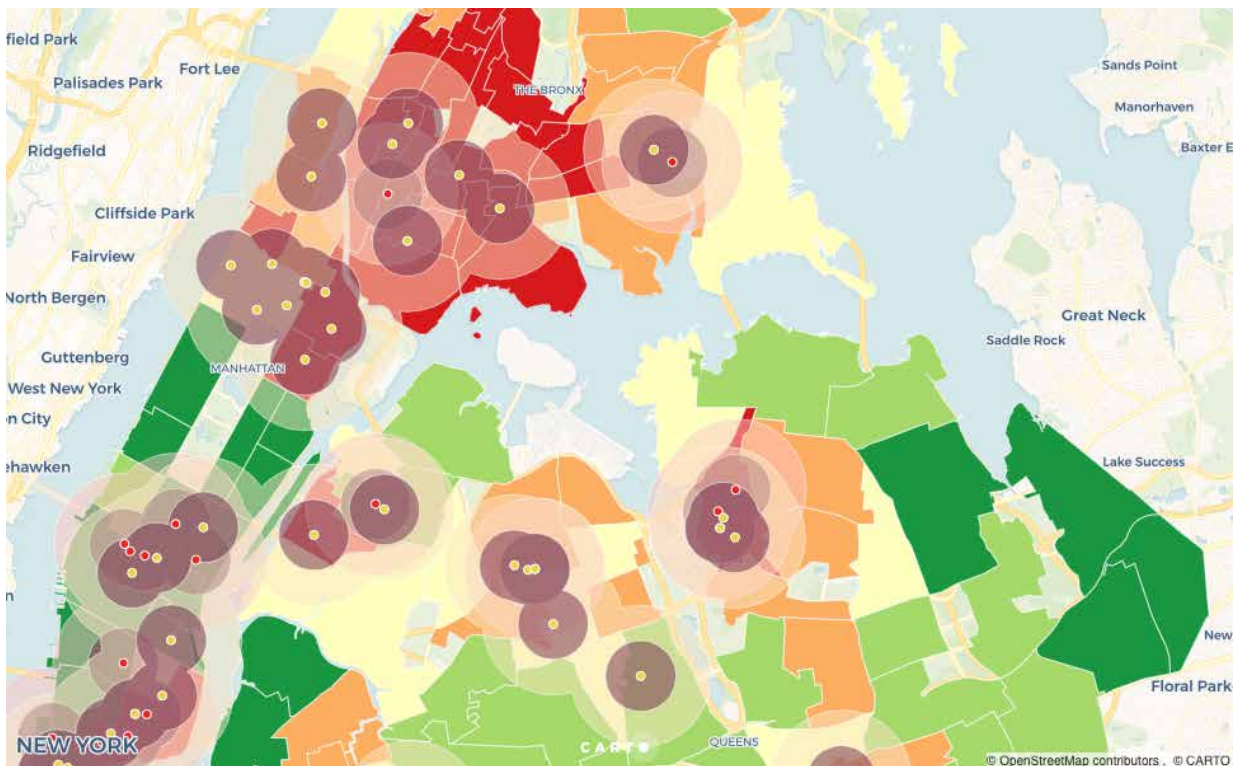 field Park
Palisades Park
Fort Lee
Sands Point
THE BRONX
Manorhaven
Ridgefield
Baxter E
Cliffside Park
Fairview
North Bergen
Great Neck
Saddle Rock
Guttenberg
MANHATTAN
West New York
on City
ehawken
Lake Success
n
New
Floral Park
NEW YORK
CARTO
QUEENS
© OpenStreetMap contributors , © CARTO